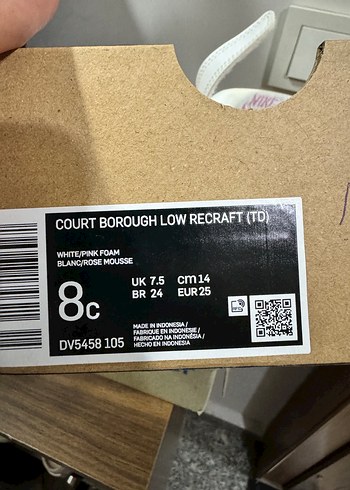 COURT BOROUGH LOW RECRAFT (TD)
WHITE/PINK FOAM
BLANC/ROSE MOUSSE
8C
UK 7.5 cm 14
BR 24 EUR 25
MADE IN INDONESIA /
FABRIQUE EN INDONESIE /
FABRICADO NA INDONÉSIA /
HECHO EN INDONESIA
DV5458 105